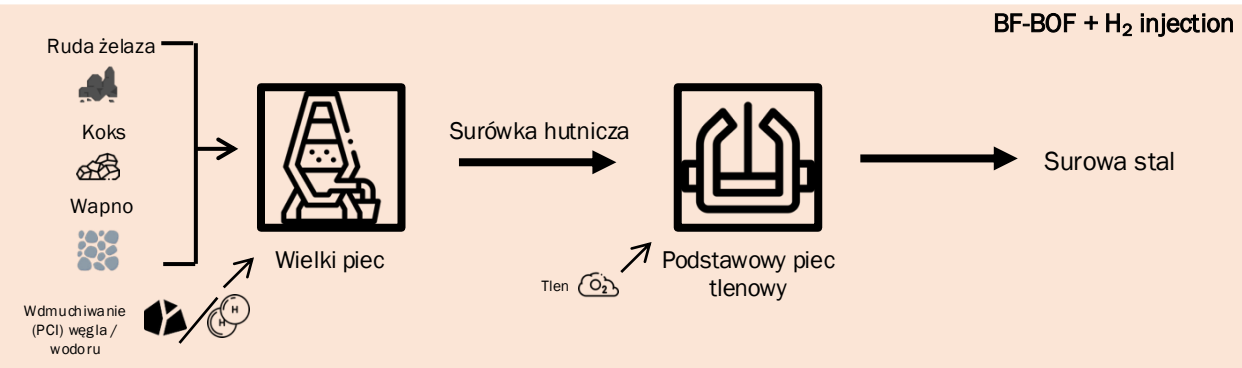 BF-BOF + H₂ injection
Ruda żelaza
Koks
Wapno
Wdmuchiwanie
(PCI) węgla /
wodoru
H
H
Wielki piec
Surówka hutnicza
Tlen
O₂
Podstawowy piec
tlenowy
Surowa stal